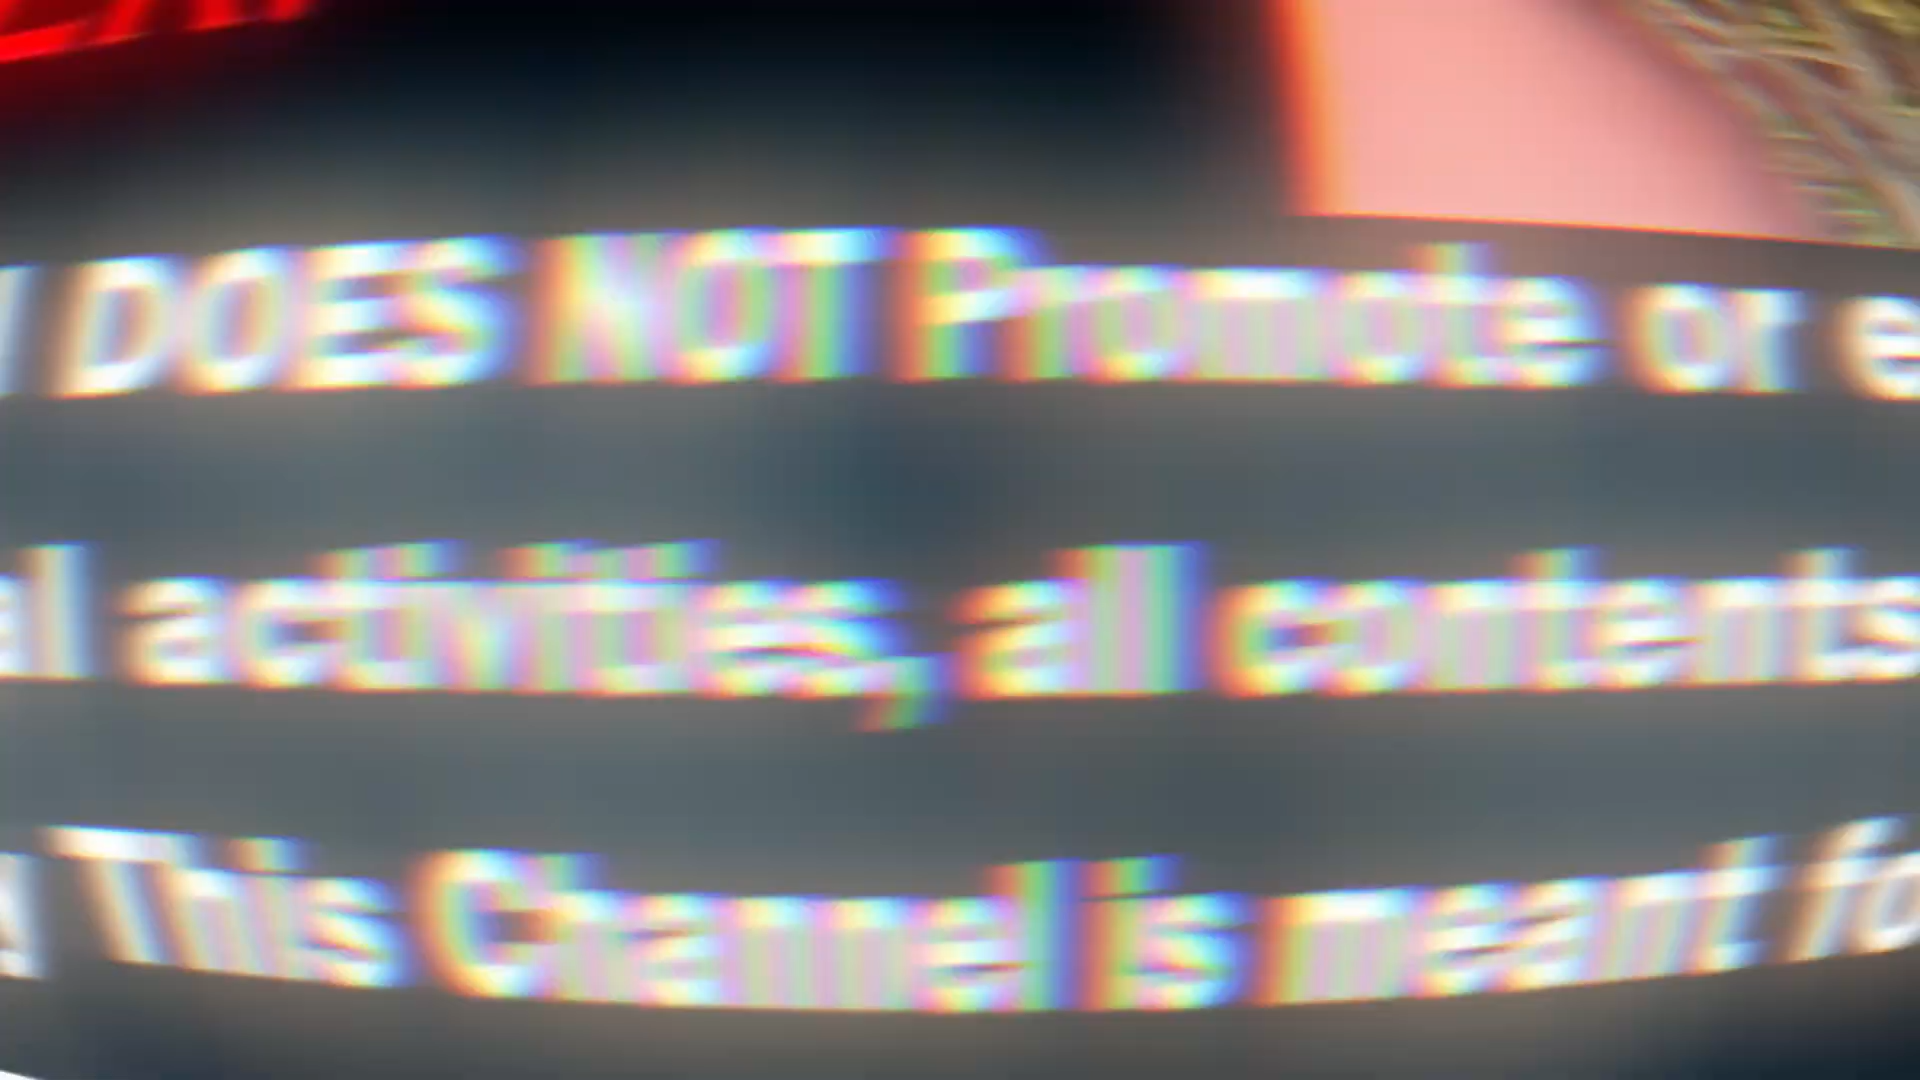 DOES NOT Promote or
activities, all contents
This Channel is meant